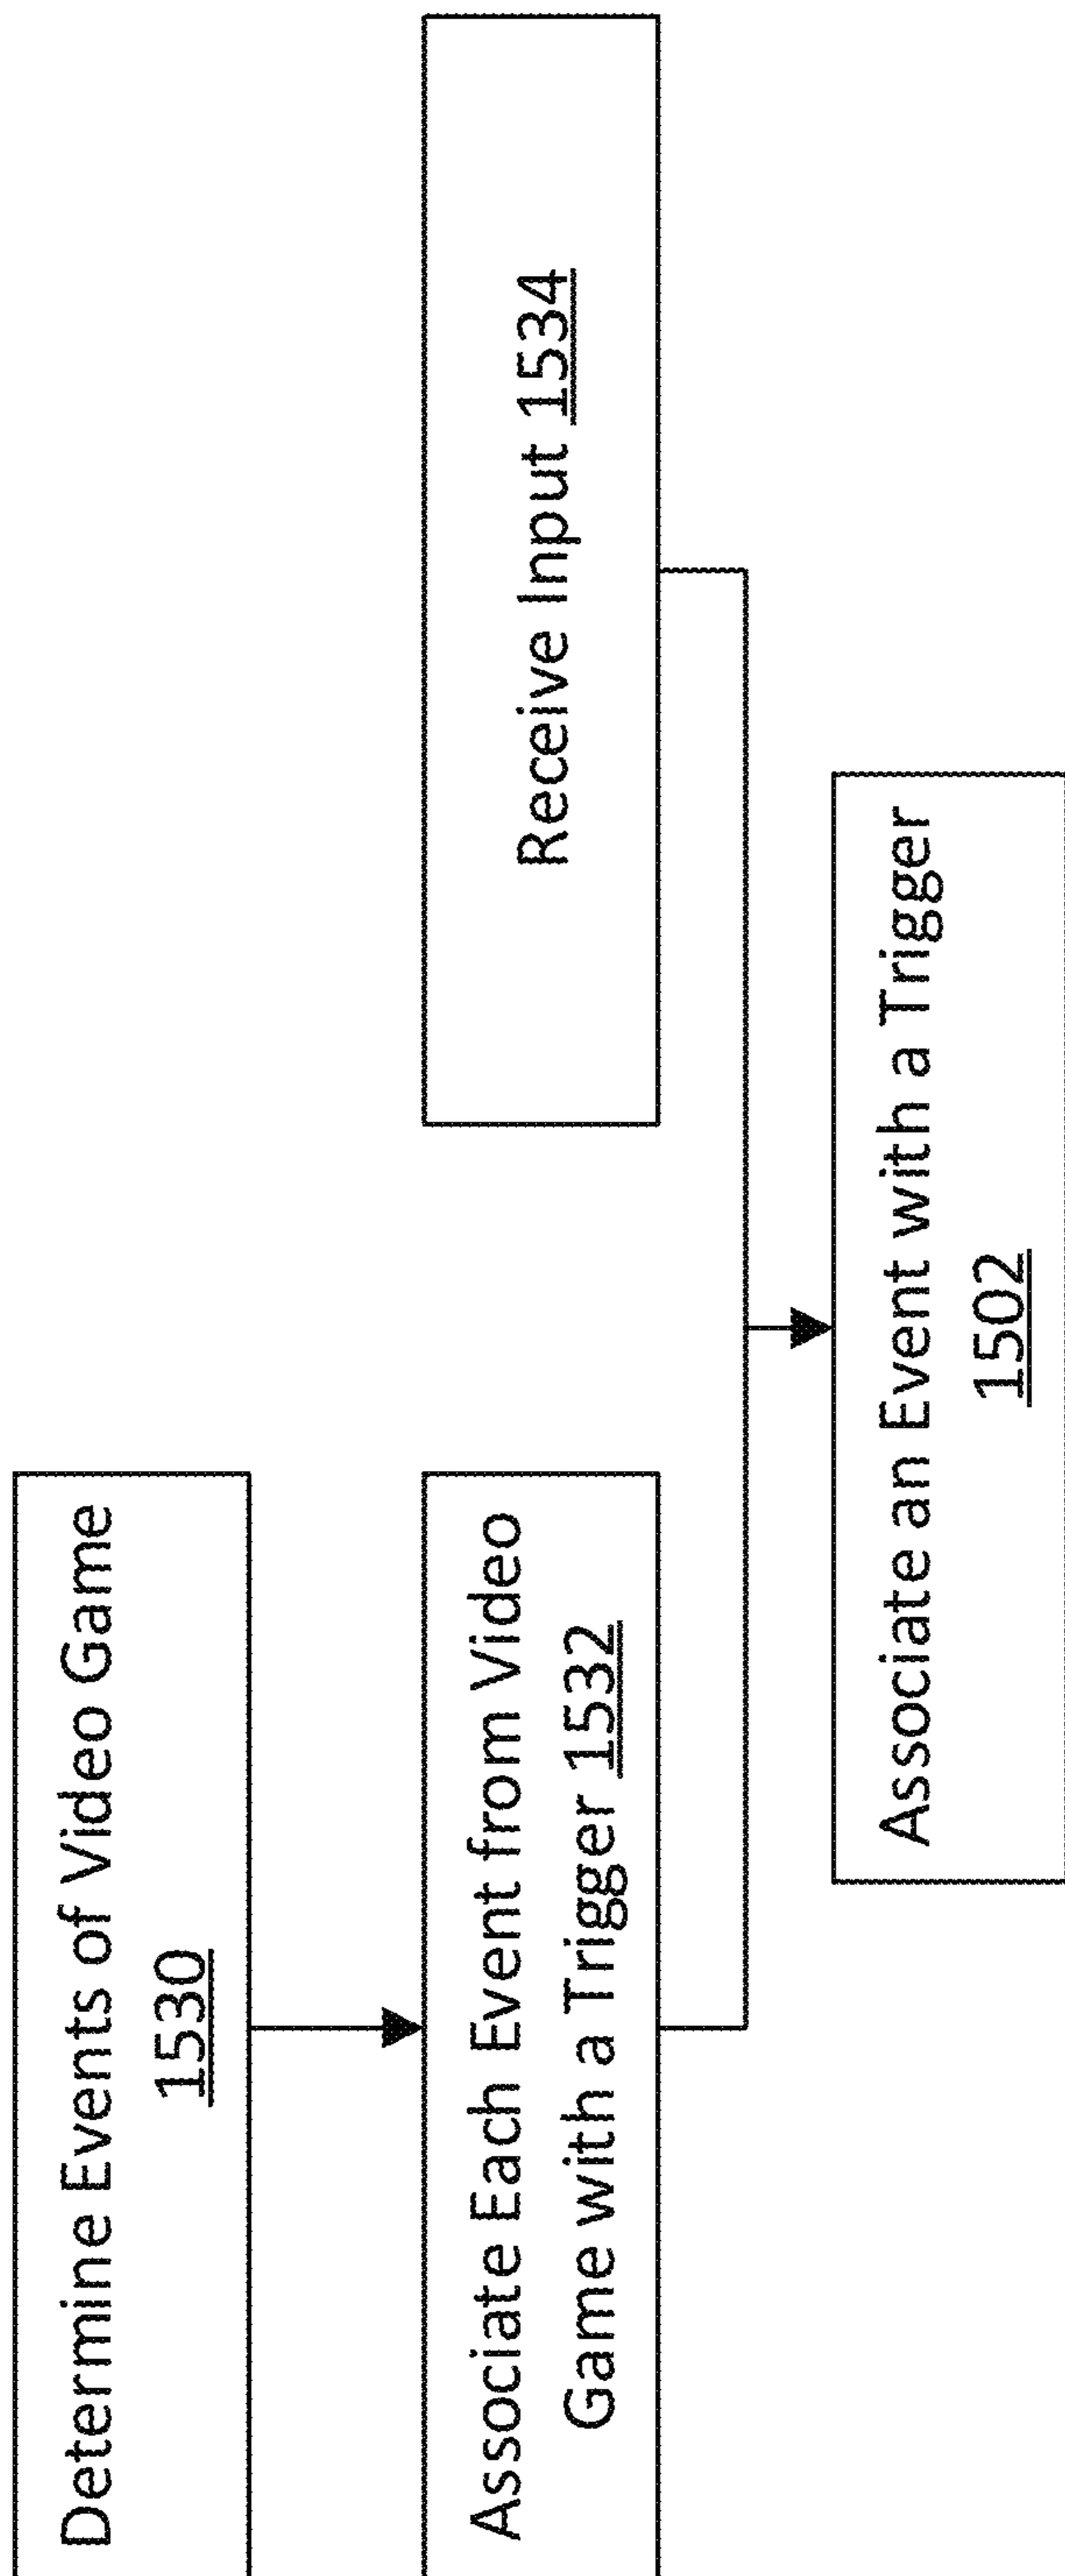 Determine Events of Video Game
1530
Associate Each Event from Video
Game with a Trigger 1532
Receive Input 1534
Associate an Event with a Trigger
1502